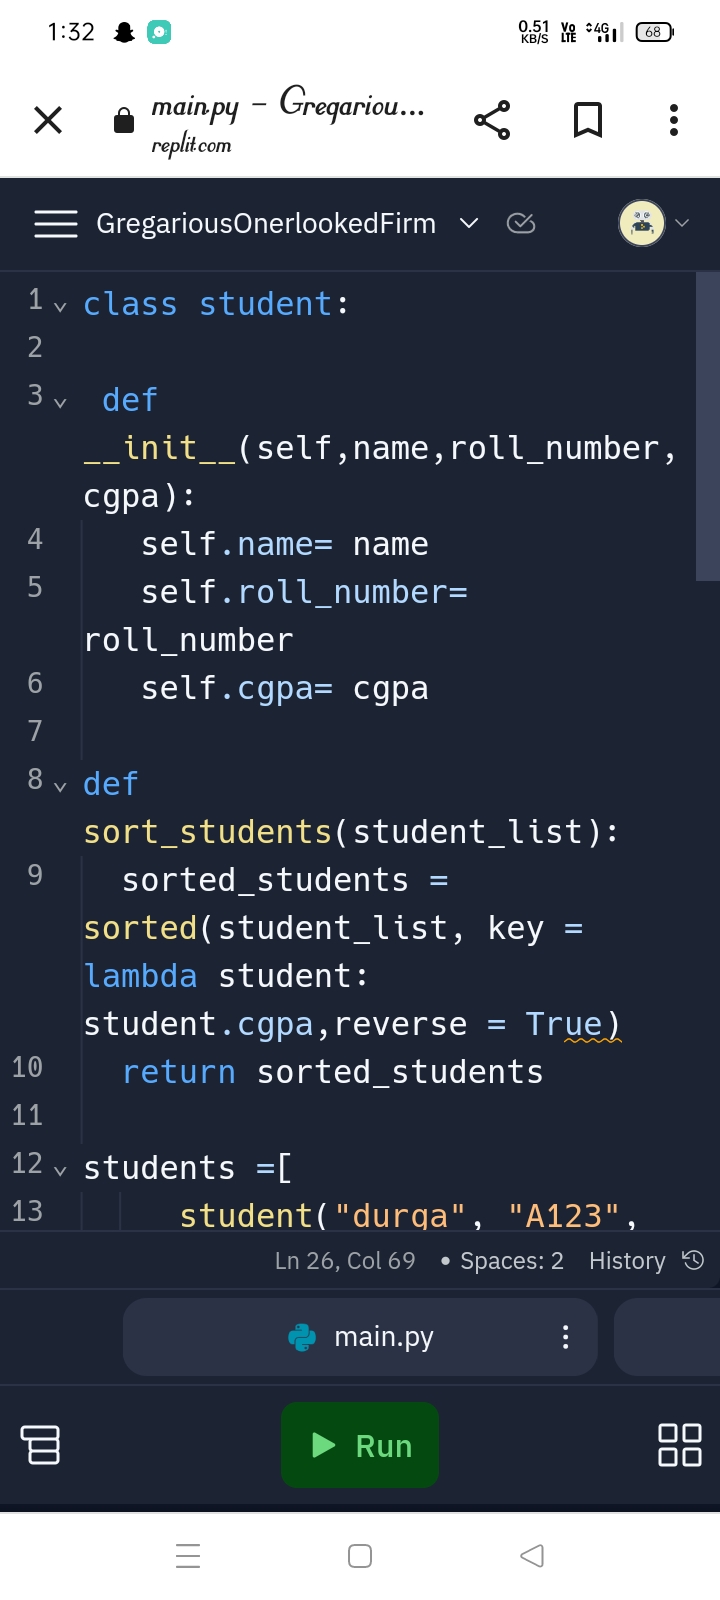 1:32 0.51 KB/S Vo LTE 4G 68
main.py – Gregariou...
replit.com
GregariousOnerlookedFirm
1 class student:
2
3 def
__init__(self,name,roll_number,
cgpa):
4 self.name= name
5 self.roll_number=
roll_number
6 self.cgpa= cgpa
7
8 def
sort_students(student_list):
9 sorted_students =
sorted(student_list, key =
lambda student:
student.cgpa,reverse = True)
10 return sorted_students
11
12 students =[
13 student("durga", "A123",
Ln 26, Col 69 • Spaces: 2 History
main.py
Run